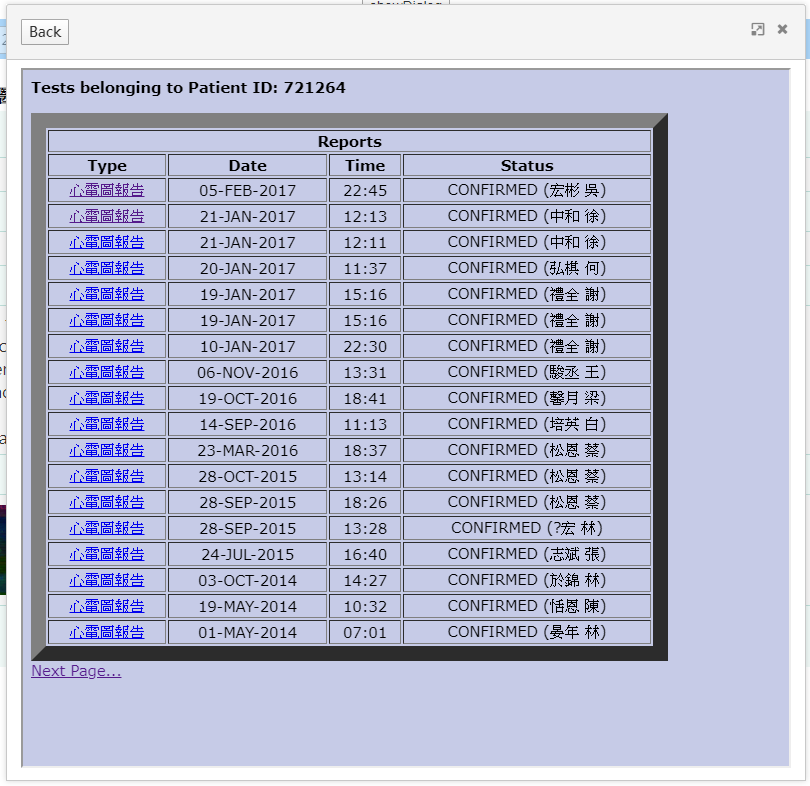 Back
Tests belonging to Patient ID: 721264
Reports
Type Date Time Status
心電圖報告 05-FEB-2017 22:45 CONFIRMED (宏彬 吳)
心電圖報告 21-JAN-2017 12:13 CONFIRMED (中和 徐)
心電圖報告 21-JAN-2017 12:11 CONFIRMED (中和 徐)
心電圖報告 20-JAN-2017 11:37 CONFIRMED (弘棋 何)
心電圖報告 19-JAN-2017 15:16 CONFIRMED (禮全 謝)
心電圖報告 19-JAN-2017 15:16 CONFIRMED (禮全 謝)
心電圖報告 10-JAN-2017 22:30 CONFIRMED (禮全 謝)
心電圖報告 06-NOV-2016 13:31 CONFIRMED (駿丞 王)
心電圖報告 19-OCT-2016 18:41 CONFIRMED (馨月 梁)
心電圖報告 14-SEP-2016 11:13 CONFIRMED (培英 白)
心電圖報告 23-MAR-2016 18:37 CONFIRMED (松恩 蔡)
心電圖報告 28-OCT-2015 13:14 CONFIRMED (松恩 蔡)
心電圖報告 28-SEP-2015 18:26 CONFIRMED (松恩 蔡)
心電圖報告 28-SEP-2015 13:28 CONFIRMED (?宏 林)
心電圖報告 24-JUL-2015 16:40 CONFIRMED (志斌 張)
心電圖報告 03-OCT-2014 14:27 CONFIRMED (於錦 林)
心電圖報告 19-MAY-2014 10:32 CONFIRMED (恬恩 陳)
心電圖報告 01-MAY-2014 07:01 CONFIRMED (晏年 林)
Next Page...